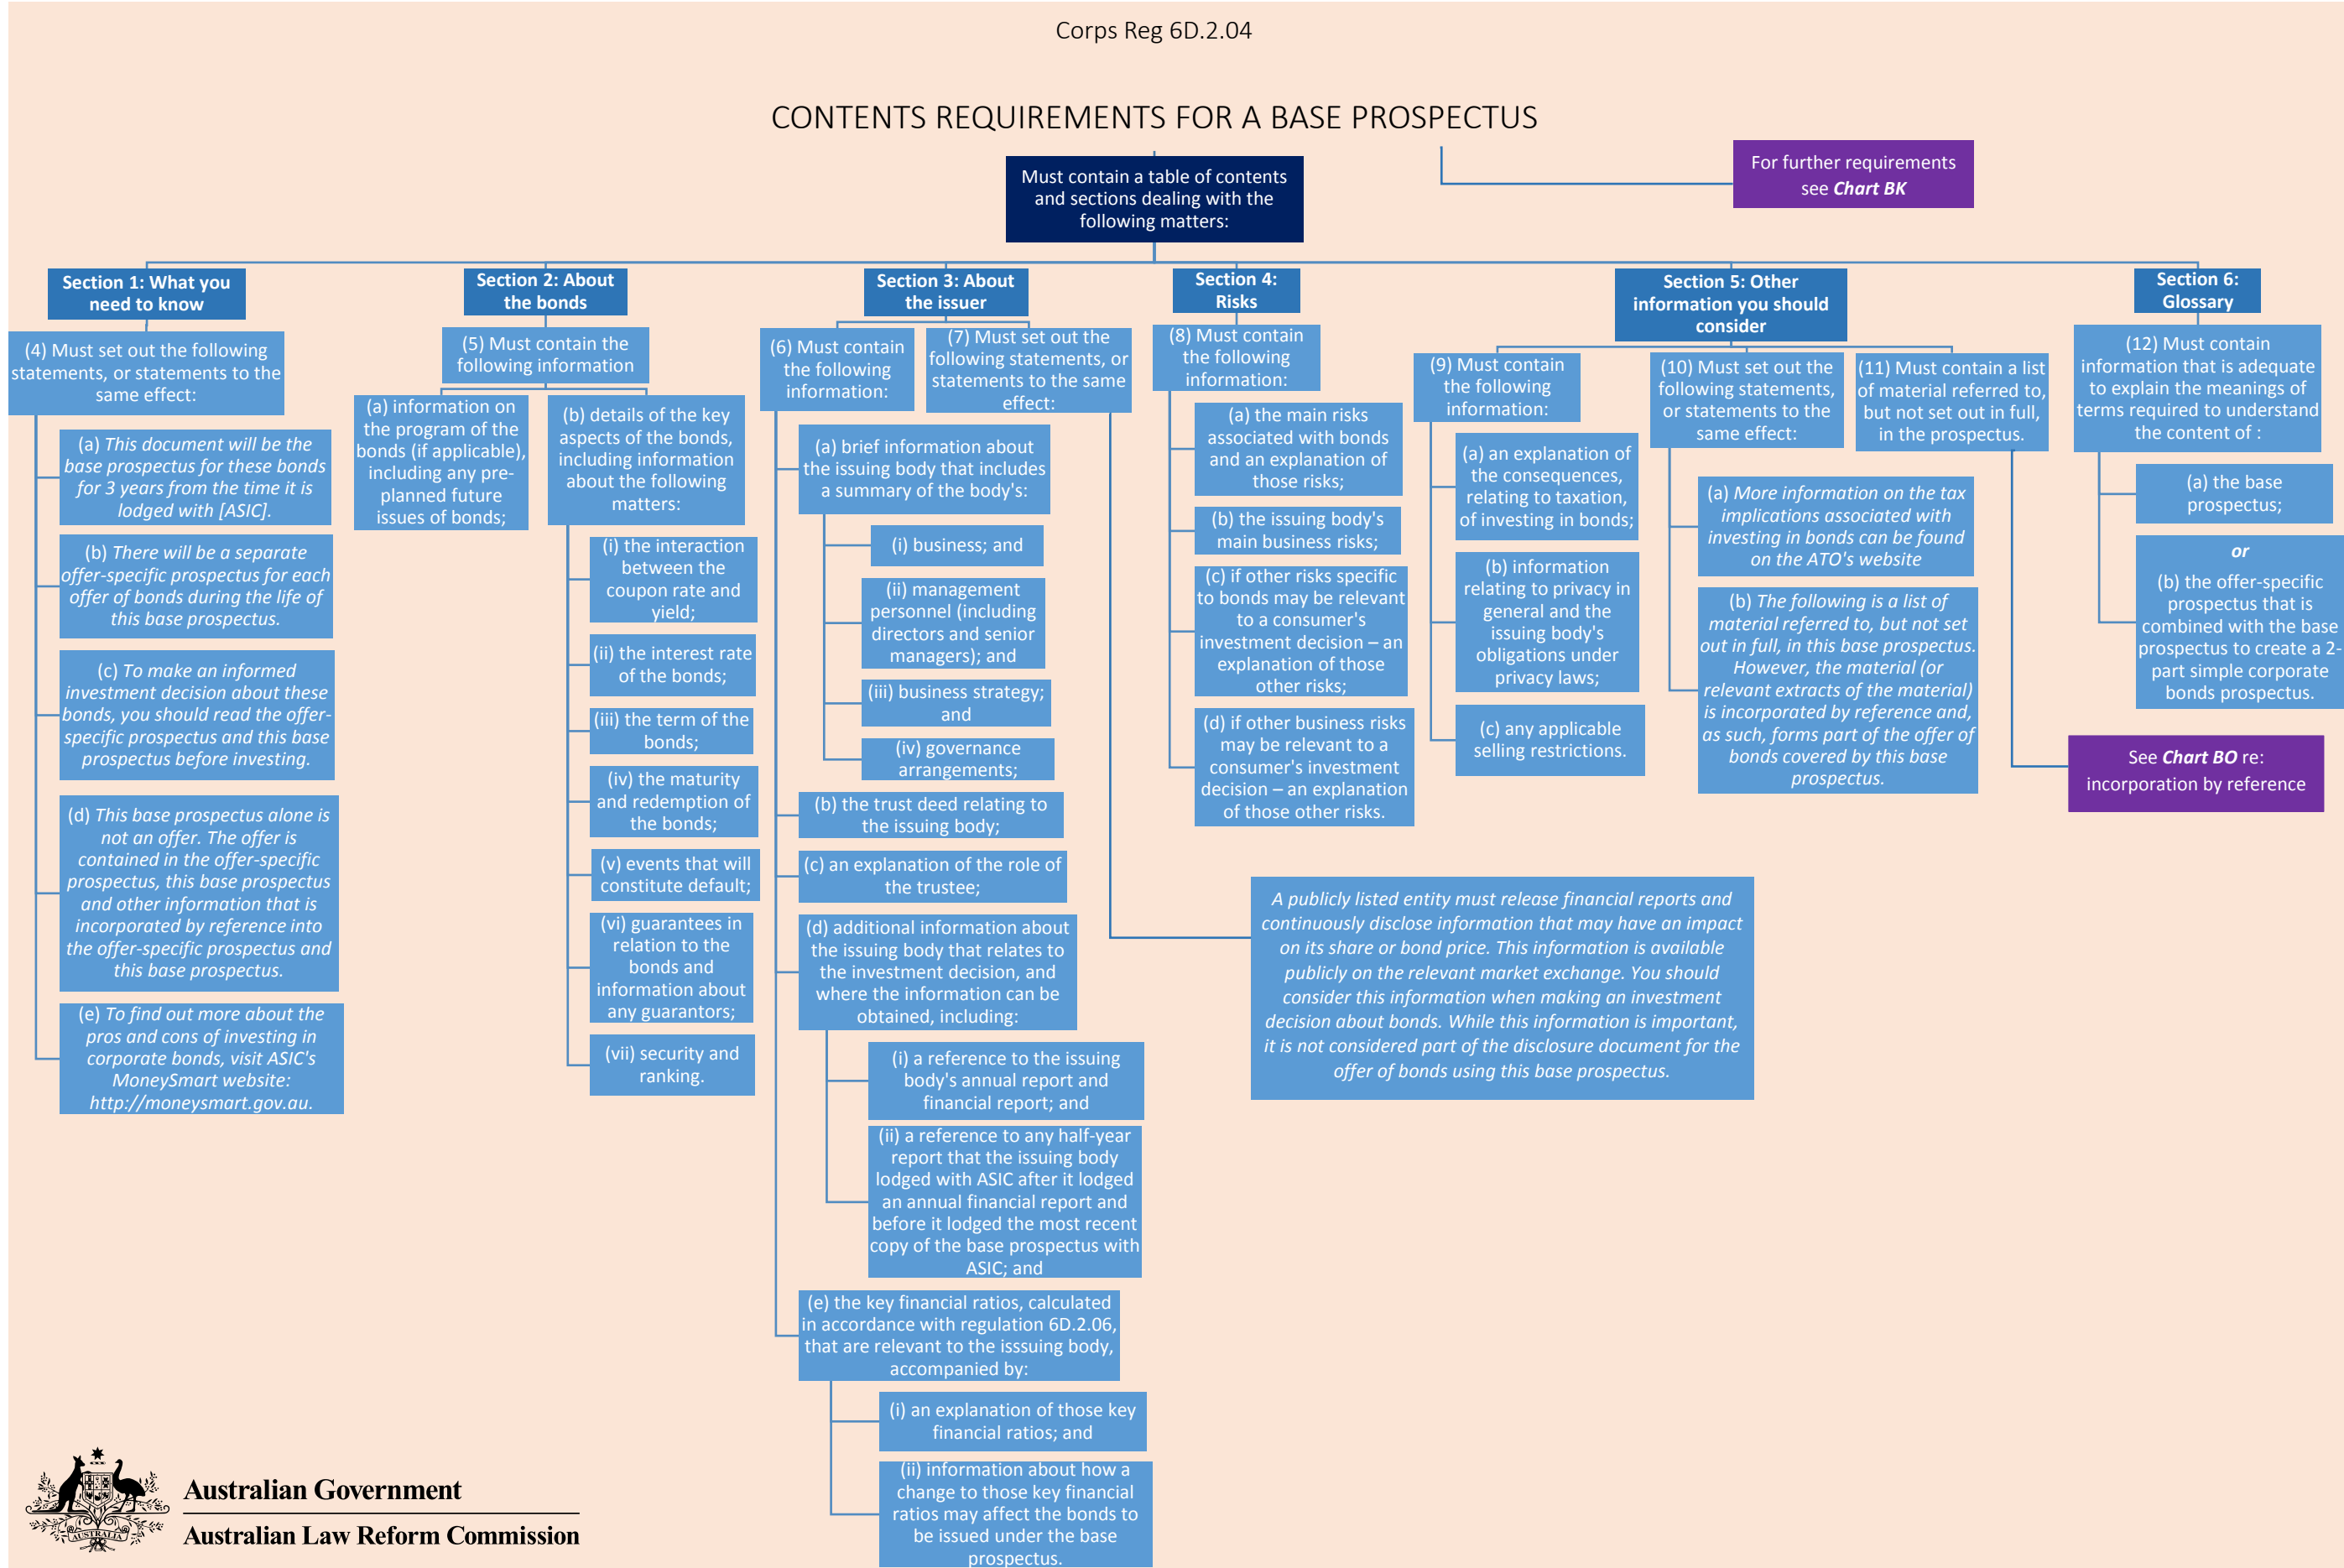 Corps Reg 6D.2.04
CONTENTS REQUIREMENTS FOR A BASE PROSPECTUS
Must contain a table of contents
and sections dealing with the
following matters:
For further requirements
see Chart BK
Section 1: What you
need to know
(4) Must set out the following
statements, or statements to the
same effect:
(a) This document will be the
base prospectus for these bonds
for 3 years from the time it is
lodged with [ASIC].
(b) There will be a separate
offer-specific prospectus for each
offer of bonds during the life of
this base prospectus.
(c) To make an informed
investment decision about these
bonds, you should read the offer-
specific prospectus and this base
prospectus before investing.
(d) This base prospectus alone is
not an offer. The offer is
contained in the offer-specific
prospectus, this base prospectus
and other information that is
incorporated by reference into
the offer-specific prospectus and
this base prospectus.
(e) To find out more about the
pros and cons of investing in
corporate bonds, visit ASIC's
MoneySmart website:
http://moneysmart.gov.au.
Section 2: About
the bonds
(5) Must contain the
following information
(a) information on
the program of the
bonds (if applicable),
including any pre-
planned future
issues of bonds;
(b) details of the key
aspects of the bonds,
including information
about the following
matters:
(i) the interaction
between the
coupon rate and
yield;
(ii) the interest rate
of the bonds;
(iii) the term of the
bonds;
(iv) the maturity
and redemption of
the bonds;
(v) events that will
constitute default;
(vi) guarantees in
relation to the
bonds and
information about
any guarantors;
(vii) security and
ranking.
Section 3: About
the issuer
(6) Must contain
the following
information:
(a) brief information about
the issuing body that includes
a summary of the body's:
(i) business; and
(ii) management
personnel (including
directors and senior
managers); and
(iii) business strategy;
and
(iv) governance
arrangements;
(b) the trust deed relating to
the issuing body;
(c) an explanation of the role of
the trustee;
(d) additional information about
the issuing body that relates to
the investment decision, and
where the information can be
obtained, including:
(i) a reference to the issuing
body's annual report and
financial report; and
(ii) a reference to any half-year
report that the issuing body
lodged with ASIC after it lodged
an annual financial report and
before it lodged the most recent
copy of the base prospectus with
ASIC; and
(e) the key financial ratios, calculated
in accordance with regulation 6D.2.06,
that are relevant to the isssuing body,
accompanied by:
(i) an explanation of those key
financial ratios; and
(ii) information about how a
change to those key financial
ratios may affect the bonds to
be issued under the base
prospectus.
(7) Must set out the
following statements, or
statements to the same
effect:
A publicly listed entity must release financial reports and
continuously disclose information that may have an impact
on its share or bond price. This information is available
publicly on the relevant market exchange. You should
consider this information when making an investment
decision about bonds. While this information is important,
it is not considered part of the disclosure document for the
offer of bonds using this base prospectus.
Section 4:
Risks
(8) Must contain
the following
information:
(a) the main risks
associated with bonds
and an explanation of
those risks;
(b) the issuing body's
main business risks;
(c) if other risks specific
to bonds may be relevant
to a consumer's
investment decision – an
explanation of those
other risks;
(d) if other business risks
may be relevant to a
consumer's investment
decision – an explanation
of those other risks.
Section 5: Other
information you should
consider
(9) Must contain
the following
information:
(a) an explanation of
the consequences,
relating to taxation,
of investing in bonds;
(b) information
relating to privacy in
general and the
issuing body's
obligations under
privacy laws;
(c) any applicable
selling restrictions.
(10) Must set out the
following statements,
or statements to the
same effect:
(a) More information on the tax
implications associated with
investing in bonds can be found
on the ATO's website
(b) The following is a list of
material referred to, but not set
out in full, in this base prospectus.
However, the material (or
relevant extracts of the material)
is incorporated by reference and,
as such, forms part of the offer of
bonds covered by this base
prospectus.
(11) Must contain a list
of material referred to,
but not set out in full,
in the prospectus.
See Chart BO re:
incorporation by reference
Section 6:
Glossary
(12) Must contain
information that is adequate
to explain the meanings of
terms required to understand
the content of :
(a) the base
prospectus;
or
(b) the offer-specific
prospectus that is
combined with the base
prospectus to create a 2-
part simple corporate
bonds prospectus.
AUSTRALIA
Australian Government
Australian Law Reform Commission